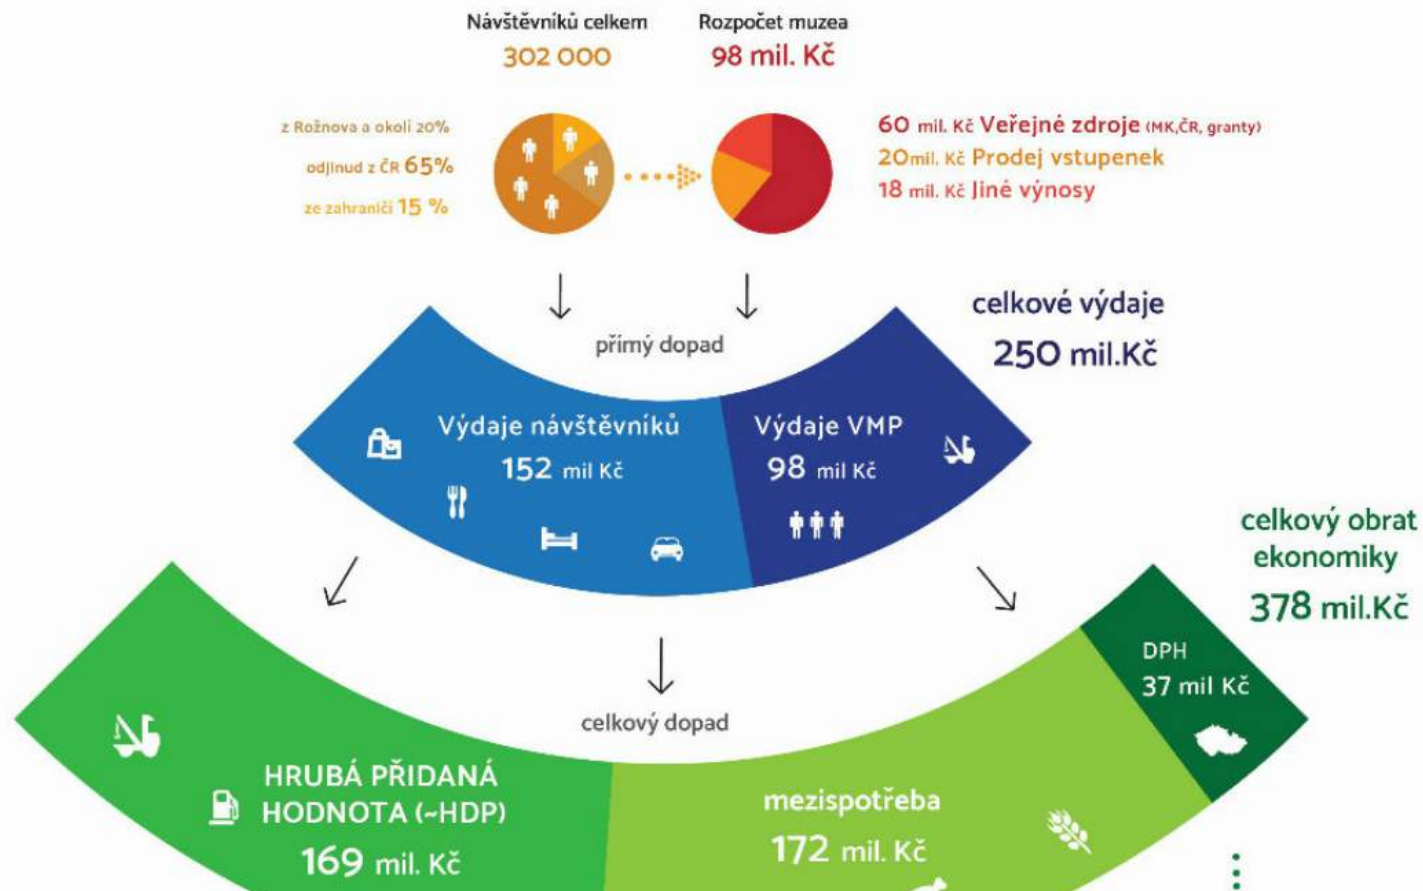 Návštěvníků celkem
302 000
Rozpočet muzea
98 mil. Kč
z Rožnova a okolí 20%
odjinud z ČR 65%
ze zahraničí 15 %
60 mil. Kč Veřejné zdroje (MK,ČR, granty)
20mil. Kč Prodej vstupenek
18 mil. Kč Jiné výnosy
přímý dopad
celkové výdaje
250 mil.Kč
Výdaje návštěvníků
152 mil Kč
Výdaje VMP
98 mil Kč
celkový obrat
ekonomiky
378 mil.Kč
DPH
37 mil Kč
celkový dopad
HRUBÁ PŘIDANÁ
HODNOTA (~HDP)
169 mil. Kč
mezispotřeba
172 mil. Kč